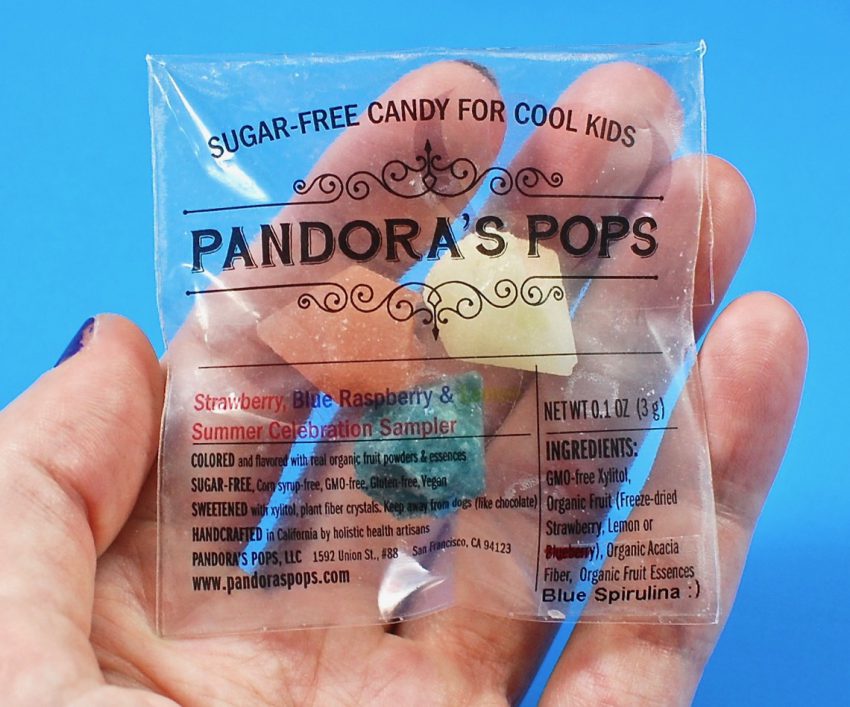 SUGAR-FREE CANDY FOR COOL KIDS
PANDORA'S POPS
Strawberry, Blue Raspberry & Lemon
Summer Celebration Sampler
COLORED and flavored with real organic fruit powders & essences
SUGAR-FREE, Corn syrup-free, GMO-free, Gluten-free, Vegan
SWEETENED with xylitol, plant fiber crystals. Keep away from dogs (like chocolate)
HANDCRAFTED in California by holistic health artisans
PANDORA'S POPS, LLC 1592 Union St., #88 San Francisco, CA 94123
www.pandoraspops.com
NET WT 0.1 OZ (3 g)
INGREDIENTS:
GMO-free Xylitol,
Organic Fruit (Freeze-dried
Strawberry, Lemon or
Blueberry), Organic Acacia
Fiber, Organic Fruit Essences
Blue Spirulina :)